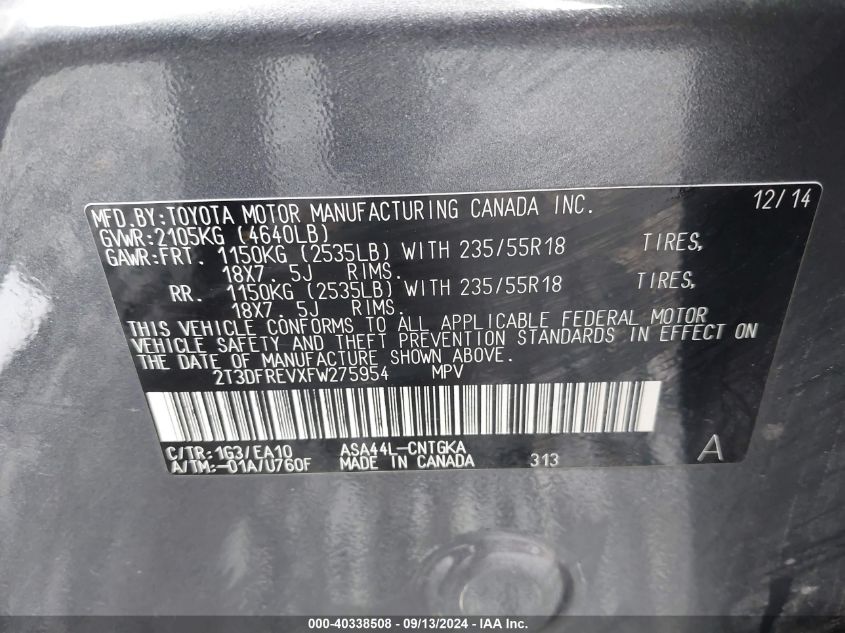 MFD.BY:TOYOTA MOTOR MANUFACTURING CANADA INC. 12/14
GVWR:2105KG (4640LB)
GAWR:FRT. 1150KG (2535LB) WITH 235/55R18 TIRES,
18X7. 5J RIMS.
RR. 1150KG (2535LB) WITH 235/55R18 TIRES,
18X7. 5J RIMS.
THIS VEHICLE CONFORMS TO ALL APPLICABLE FEDERAL MOTOR
VEHICLE SAFETY AND THEFT PREVENTION STANDARDS IN EFFECT ON
THE DATE OF MANUFACTURE SHOWN ABOVE.
2T3DFREVXFW275954 MPV
C/TR:1G3/EA10 ASA44L-CNTGKA A
A/TM:-01A/U760F MADE IN CANADA 313
000-40338508 - 09/13/2024 - IAA Inc.